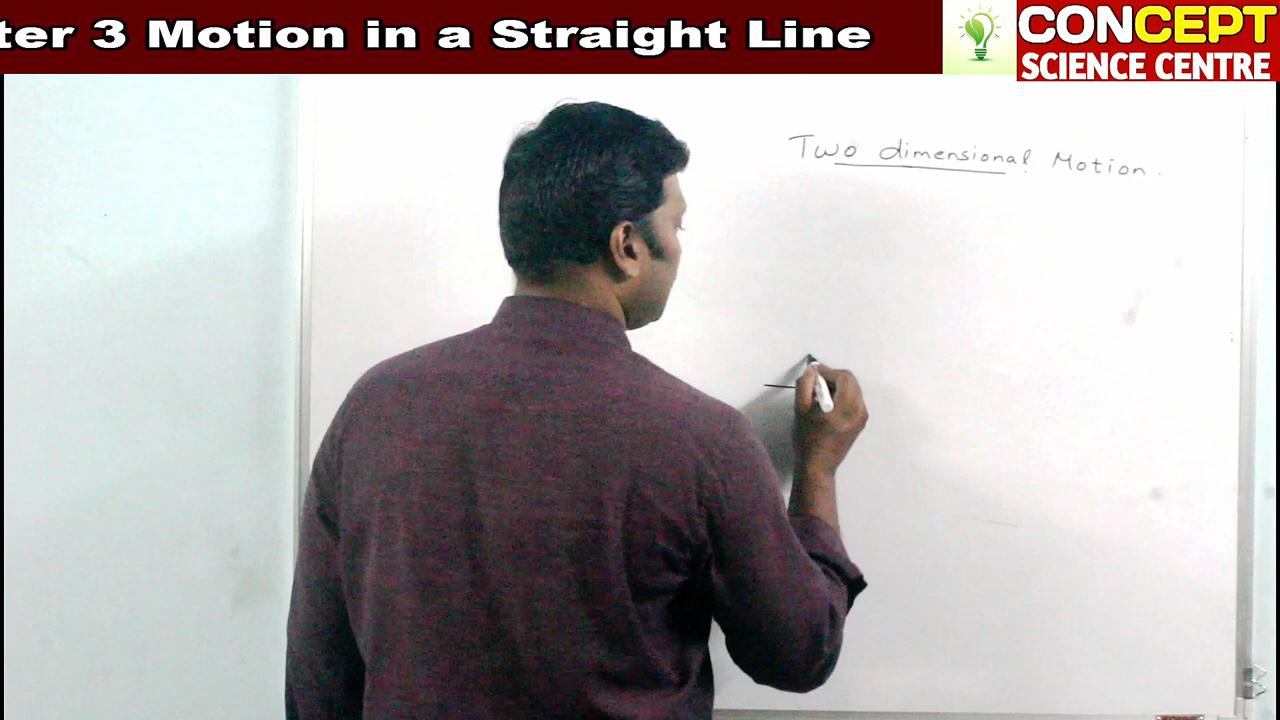 ter 3 Motion in a Straight Line
CONCEPT
SCIENCE CENTRE
Two dimensional Motion.